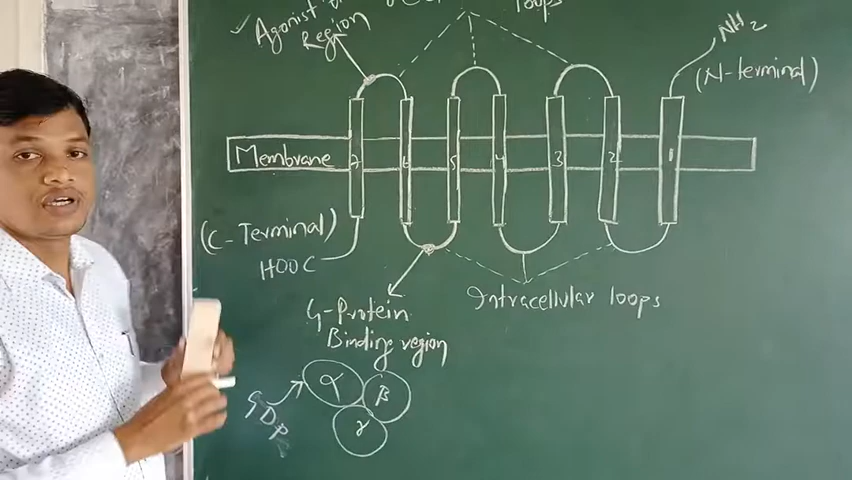 Agonist
Region
loops
NH2
(N-terminal)
Membrane
7
6
5
4
3
2
1
(C-Terminal)
HOOC
G-Protein
Binding region
Intracellular loops
α
β
γ
GDP